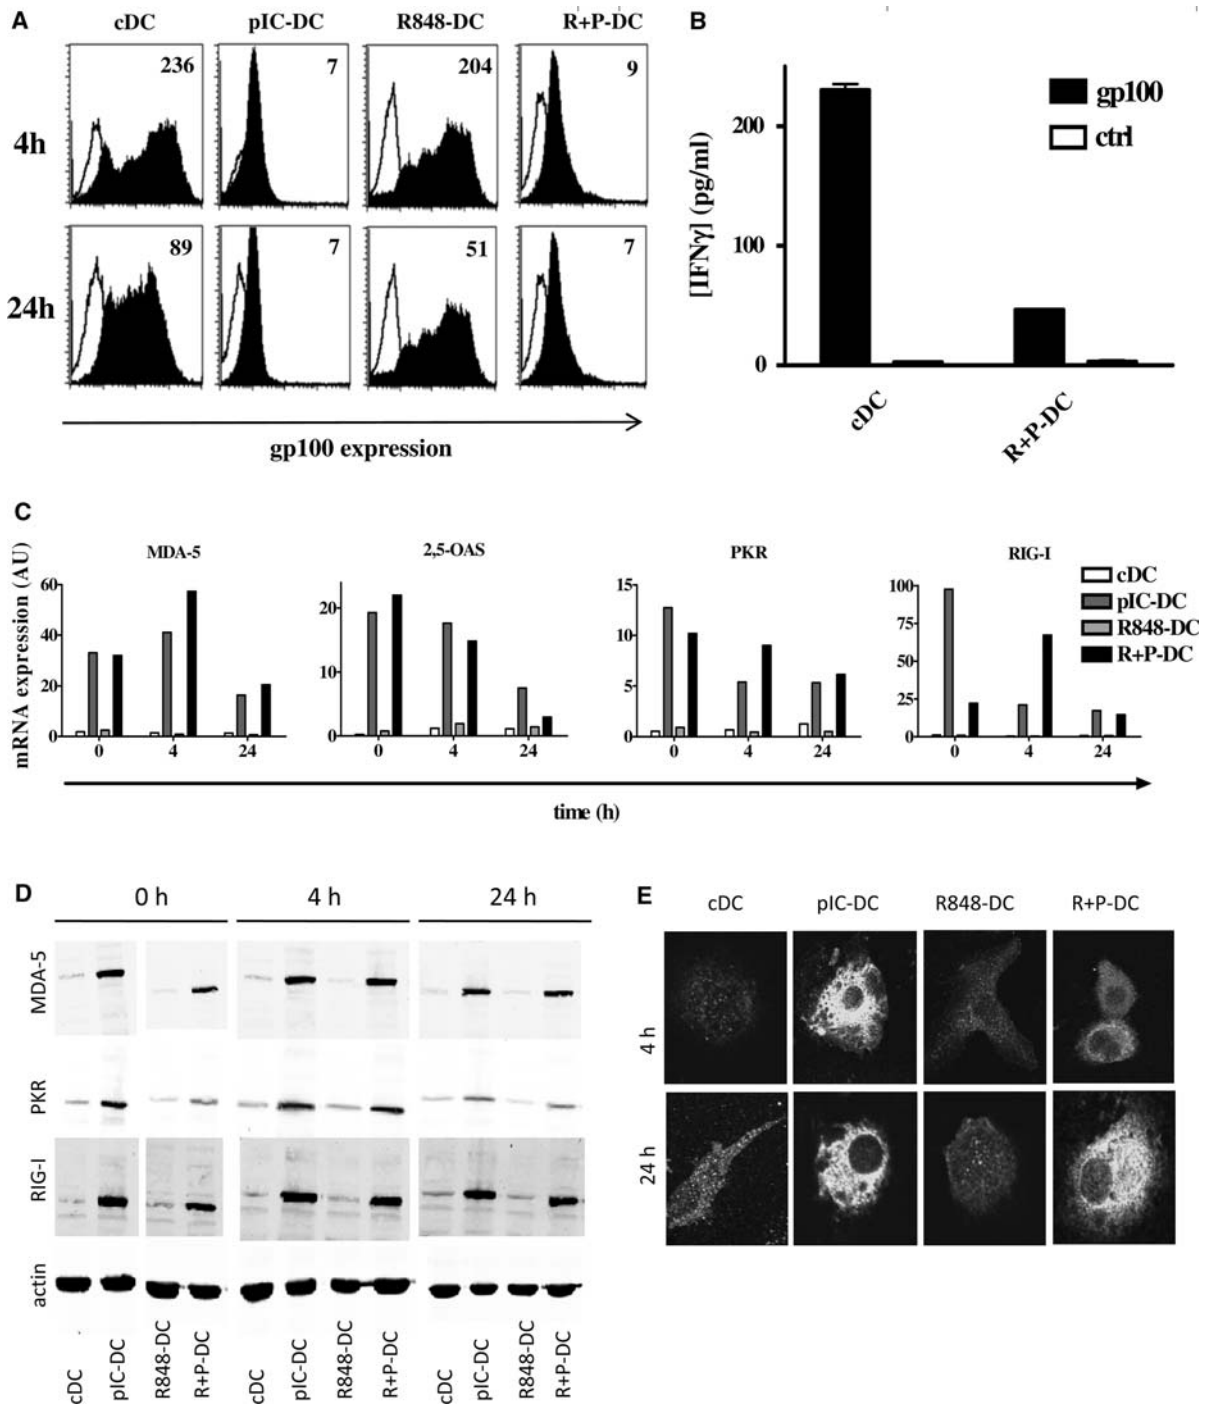 A
cDC pIC-DC R848-DC R+P-DC
4h
236 7 204 9
24h
89 7 51 7
gp100 expression
B
[IFNγ] (pg/ml)
200
100
0
gp100
ctrl
cDC R+P-DC
C
mRNA expression (AU)
MDA-5
60
40
20
0
0 4 24
2,5-OAS
20
10
0
0 4 24
PKR
15
10
5
0
0 4 24
RIG-I
100
75
50
25
0
0 4 24
cDC
pIC-DC
R848-DC
R+P-DC
time (h)
D
0 h 4 h 24 h
MDA-5
PKR
RIG-I
actin
cDC pIC-DC R848-DC R+P-DC cDC pIC-DC R848-DC R+P-DC cDC pIC-DC R848-DC R+P-DC
E
cDC pIC-DC R848-DC R+P-DC
4 h
24 h